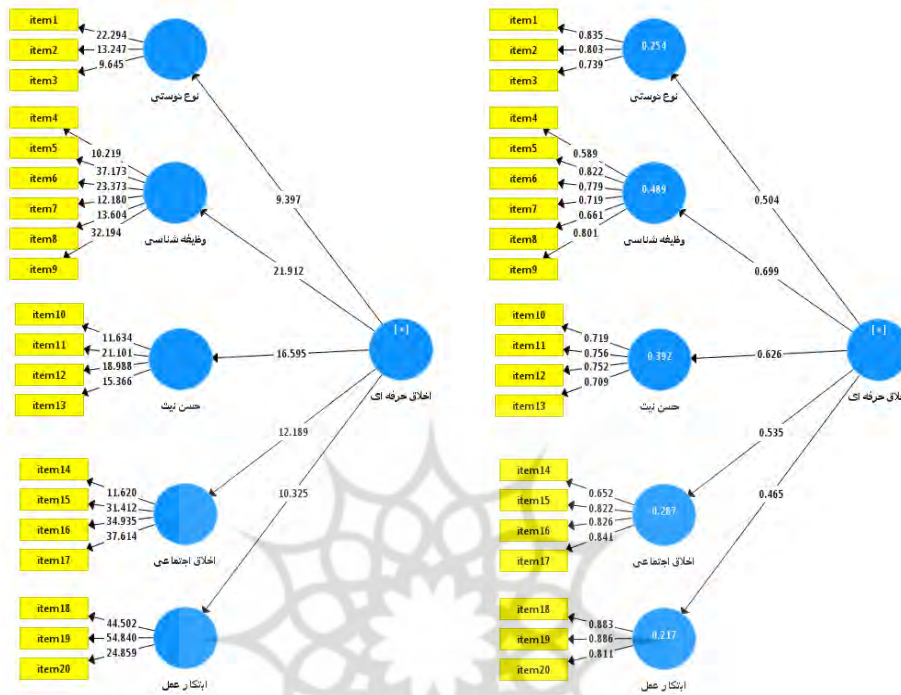 item1
item2
item3
22.294
13.247
9.645
نوع دوستی
item4
item5
item6
item7
item8
item9
10.219
37.173
23.373
12.180
13.604
32.194
وظیفه شناسی
item10
item11
item12
item13
11.634
21.101
18.988
15.366
حسن نیت
item14
item15
item16
item17
11.620
31.412
34.935
37.614
اخلاق اجتماعی
item18
item19
item20
44.502
54.840
24.859
ابتکار عمل
9.397
21.912
16.595
12.189
10.325
[+]
اخلاق حرفه ای
item1
item2
item3
0.835
0.803
0.739
0.254
نوع دوستی
item4
item5
item6
item7
item8
item9
0.589
0.822
0.779
0.719
0.661
0.801
0.489
وظیفه شناسی
item10
item11
item12
item13
0.719
0.756
0.752
0.709
0.392
حسن نیت
item14
item15
item16
item17
0.652
0.822
0.826
0.841
0.287
اخلاق اجتماعی
item18
item19
item20
0.883
0.886
0.811
0.217
ابتکار عمل
0.504
0.699
0.626
0.535
0.465
[+]
خلاق حرفه ای